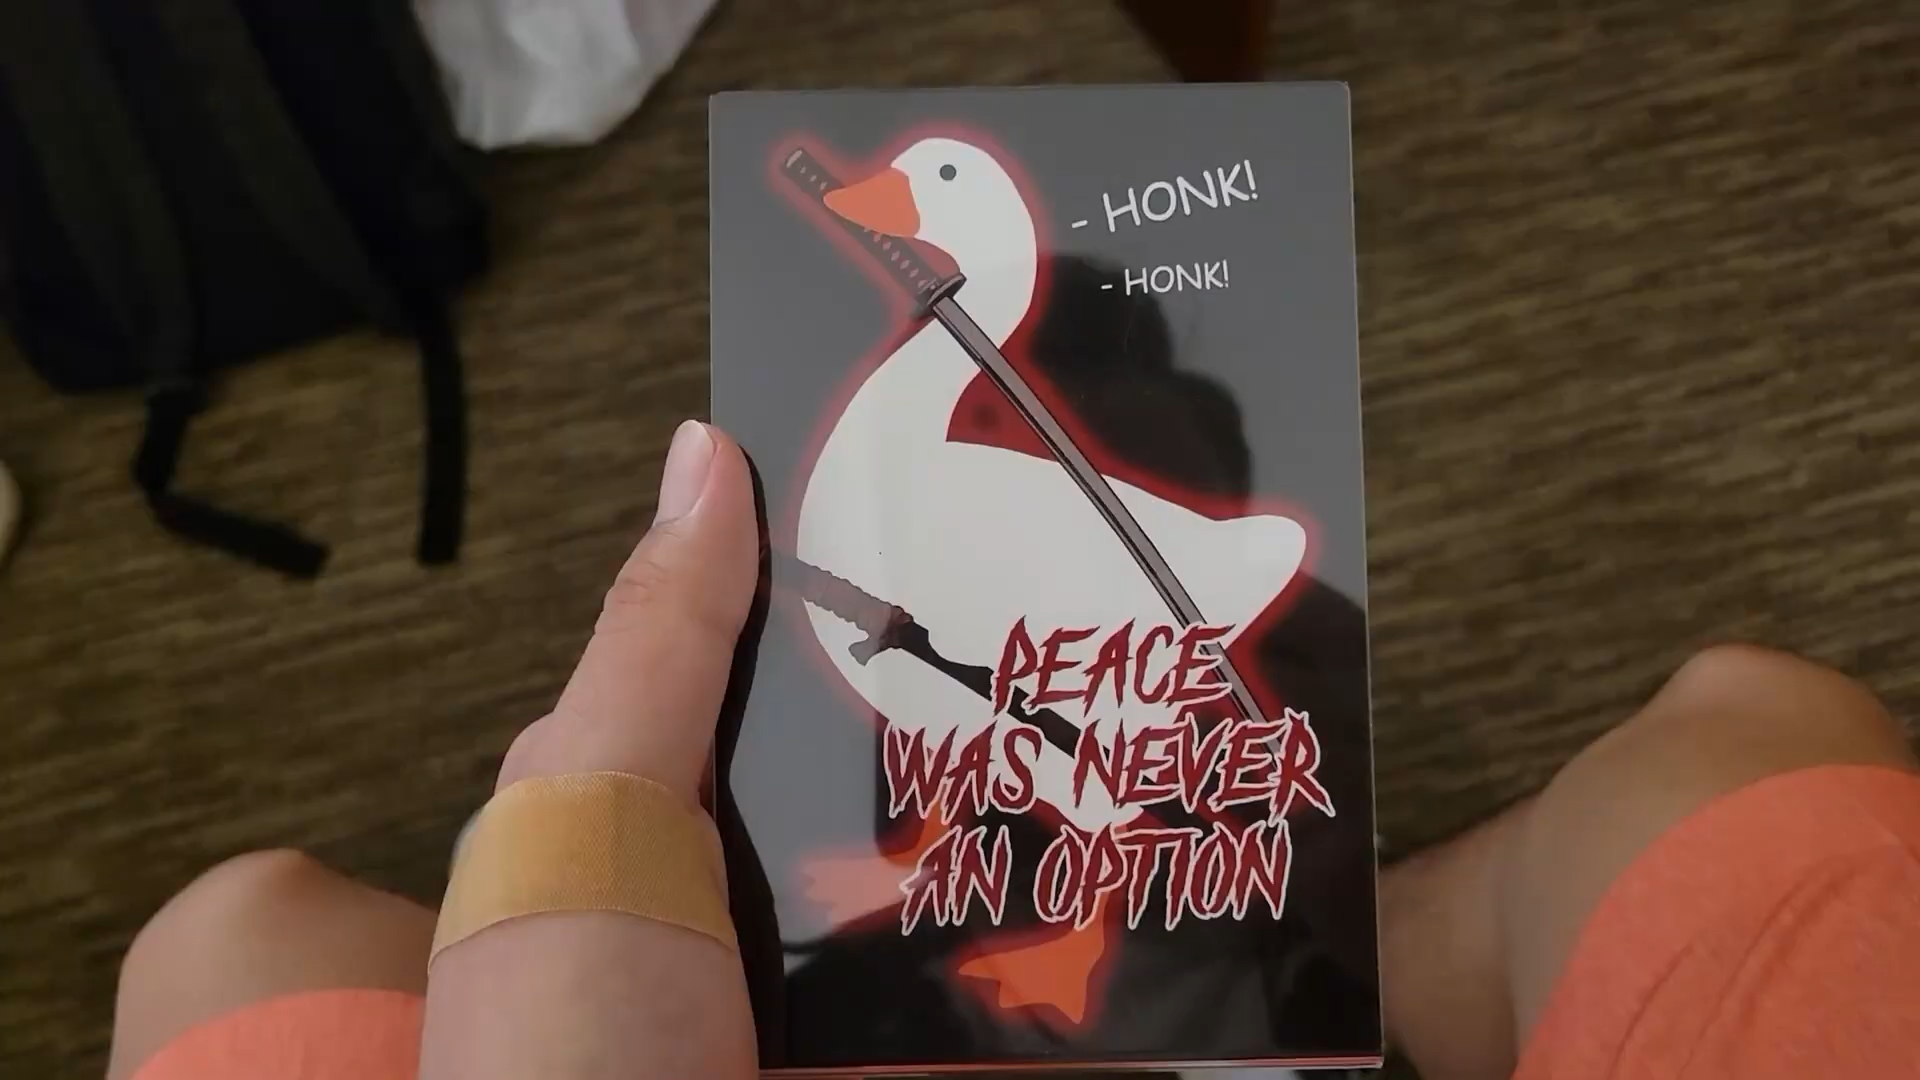 - HONK!
- HONK!
PEACE
WAS NEVER
AN OPTION